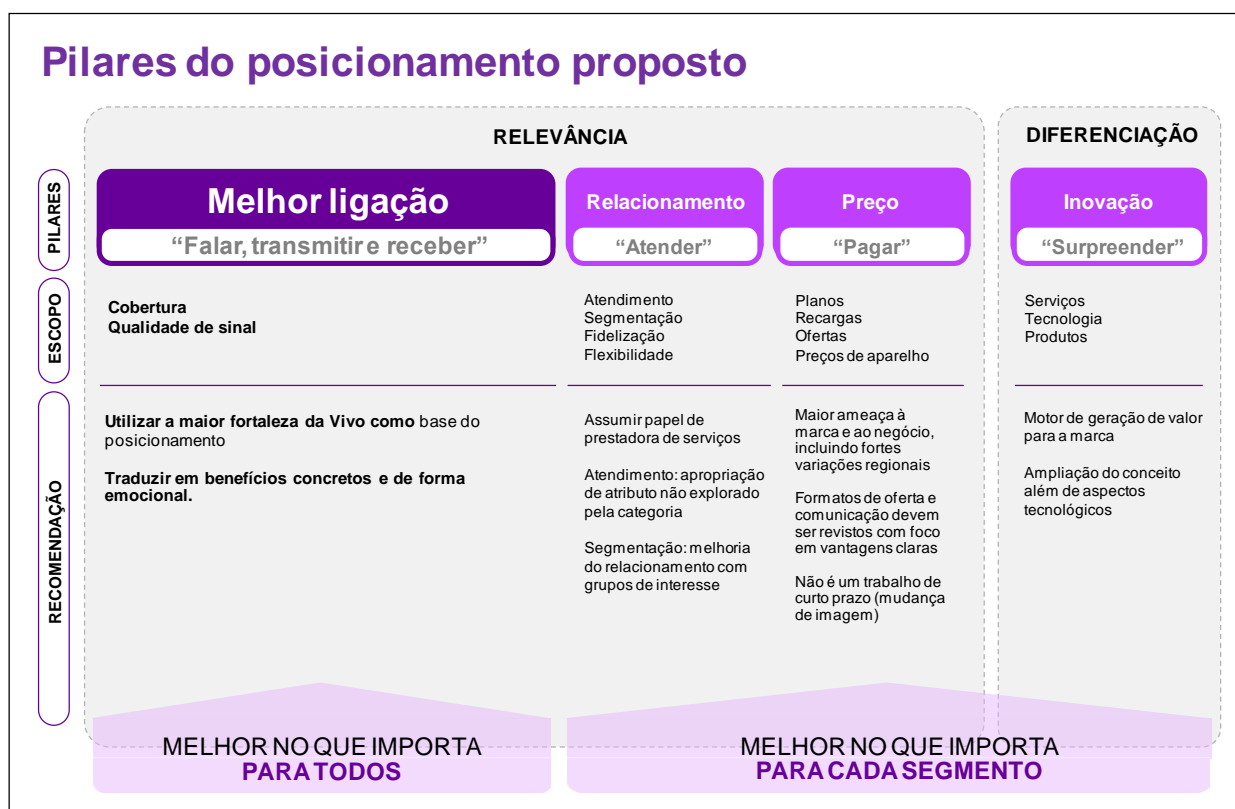 Pilares do posicionamento proposto
RELEVÂNCIA
DIFERENCIAÇÃO
PILARES
Melhor ligação
“Falar, transmitir e receber”
Relacionamento
“Atender”
Preço
“Pagar”
Inovação
“Surpreender”
ESCOPO
Cobertura
Qualidade de sinal
Atendimento
Segmentação
Fidelização
Flexibilidade
Planos
Recargas
Ofertas
Preços de aparelho
Serviços
Tecnologia
Produtos
RECOMENDAÇÃO
Utilizar a maior fortaleza da Vivo como base do
posicionamento
Traduzir em benefícios concretos e de forma
emocional.
Assumir papel de
prestadora de serviços
Atendimento: apropriação
de atributo não explorado
pela categoria
Segmentação: melhoria
do relacionamento com
grupos de interesse
Maior ameaça à
marca e ao negócio,
incluindo fortes
variações regionais
Formatos de oferta e
comunicação devem
ser revistos com foco
em vantagens claras
Não é um trabalho de
curto prazo (mudança
de imagem)
Motor de geração de valor
para a marca
Ampliação do conceito
além de aspectos
tecnológicos
MELHOR NO QUE IMPORTA
PARA TODOS
MELHOR NO QUE IMPORTA
PARA CADA SEGMENTO